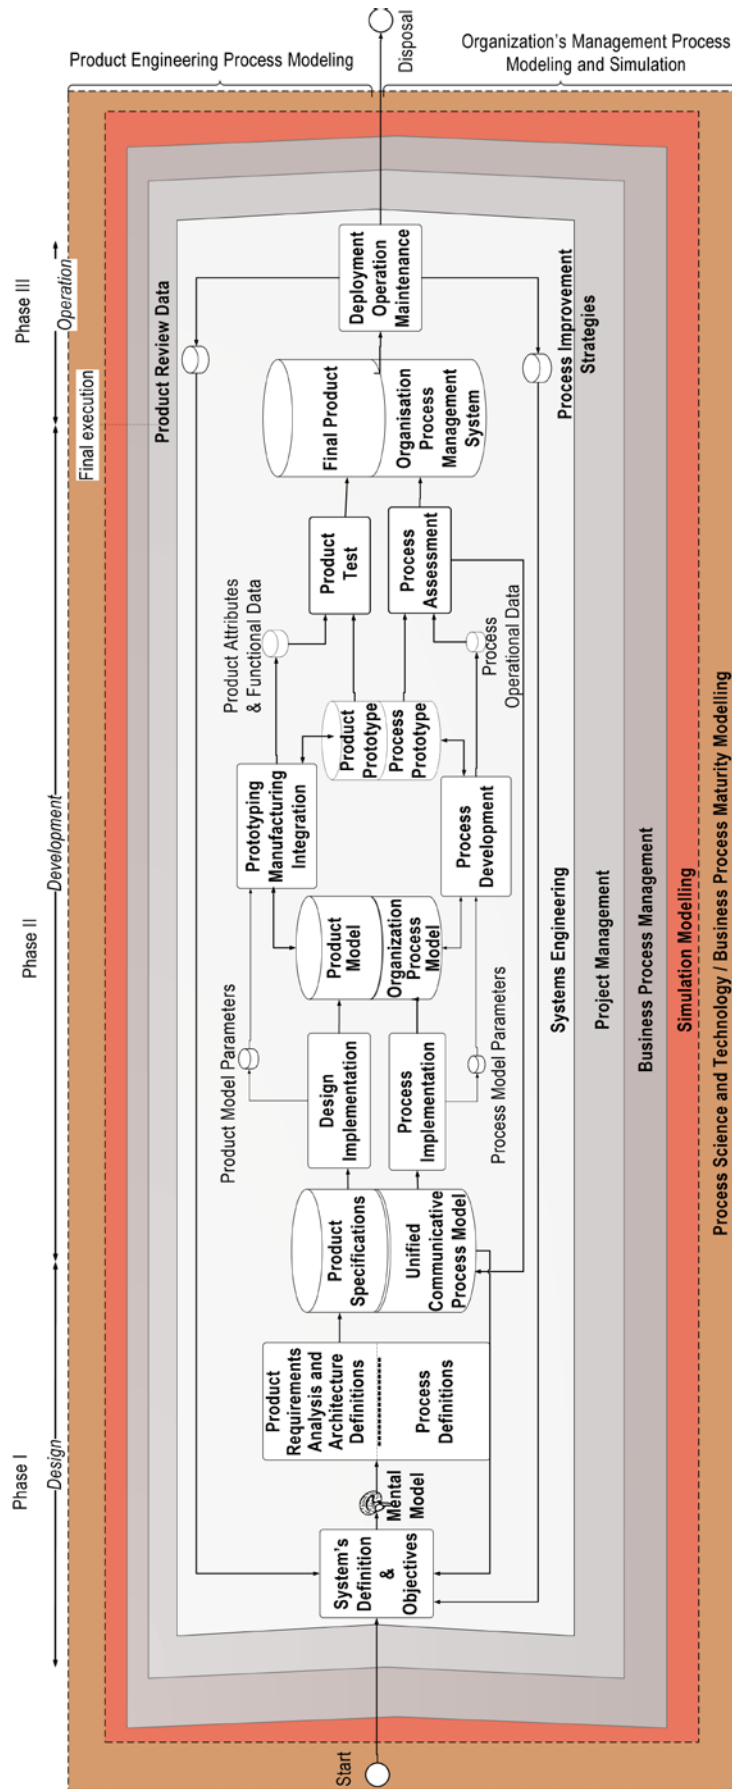 Phase I
Phase II
Phase III
Design
Development
Operation
Final execution
Product Engineering Process Modeling
Organization's Management Process
Modeling and Simulation
Start
System's
Definition
&
Objectives
Mental
Model
Product
Requirements
Analysis and
Architecture
Definitions
Process
Definitions
Product
Specifications
Unified
Communicative
Process Model
Design
Implementation
Process
Implementation
Product Model Parameters
Process Model Parameters
Product
Model
Organization
Process Model
Prototyping
Manufacturing
Integration
Process
Development
Product
Prototype
Process
Prototype
Product Attributes
& Functional Data
Process
Operational Data
Product
Test
Process
Assessment
Final Product
Organisation
Process
Management
System
Deployment
Operation
Maintenance
Product Review Data
Process Improvement
Strategies
Disposal
Systems Engineering
Project Management
Business Process Management
Simulation Modelling
Process Science and Technology / Business Process Maturity Modelling